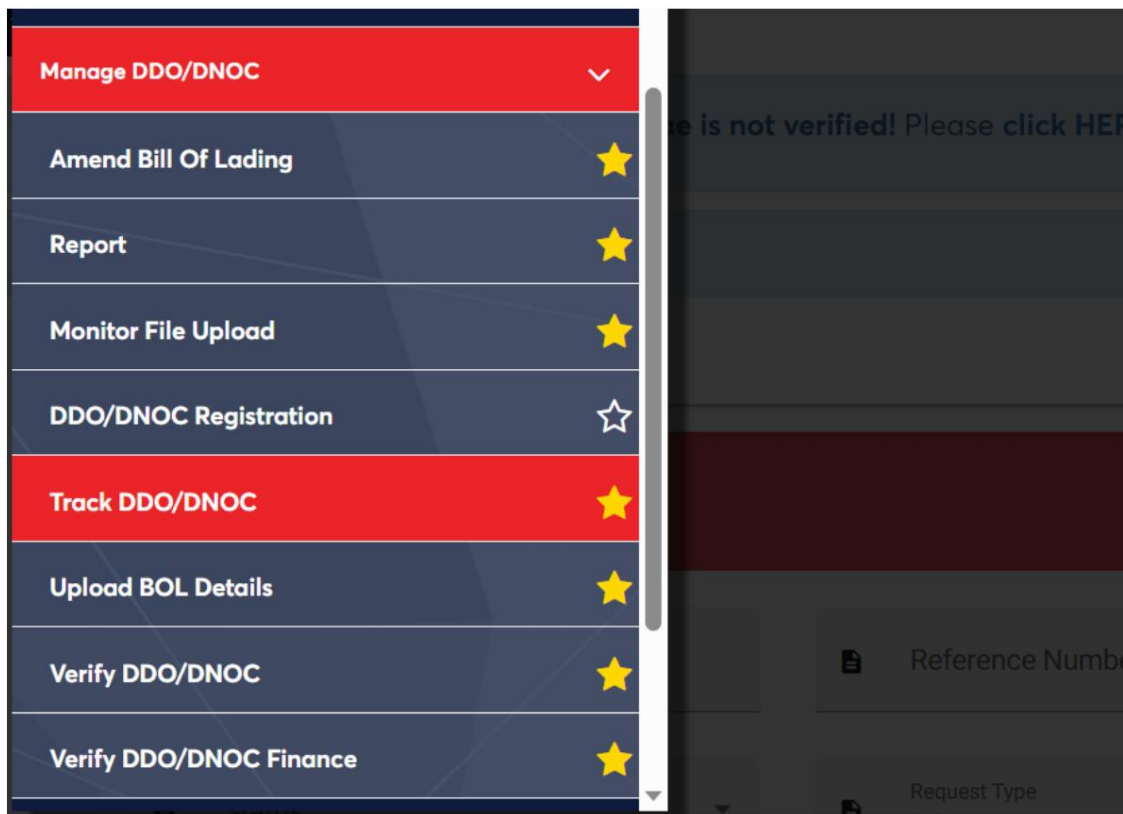 Manage DDO/DNOC
is not verified! Please click HER
Amend Bill Of Lading
Report
Monitor File Upload
DDO/DNOC Registration
Track DDO/DNOC
Upload BOL Details
Verify DDO/DNOC
Reference Numbe
Verify DDO/DNOC Finance
Request Type